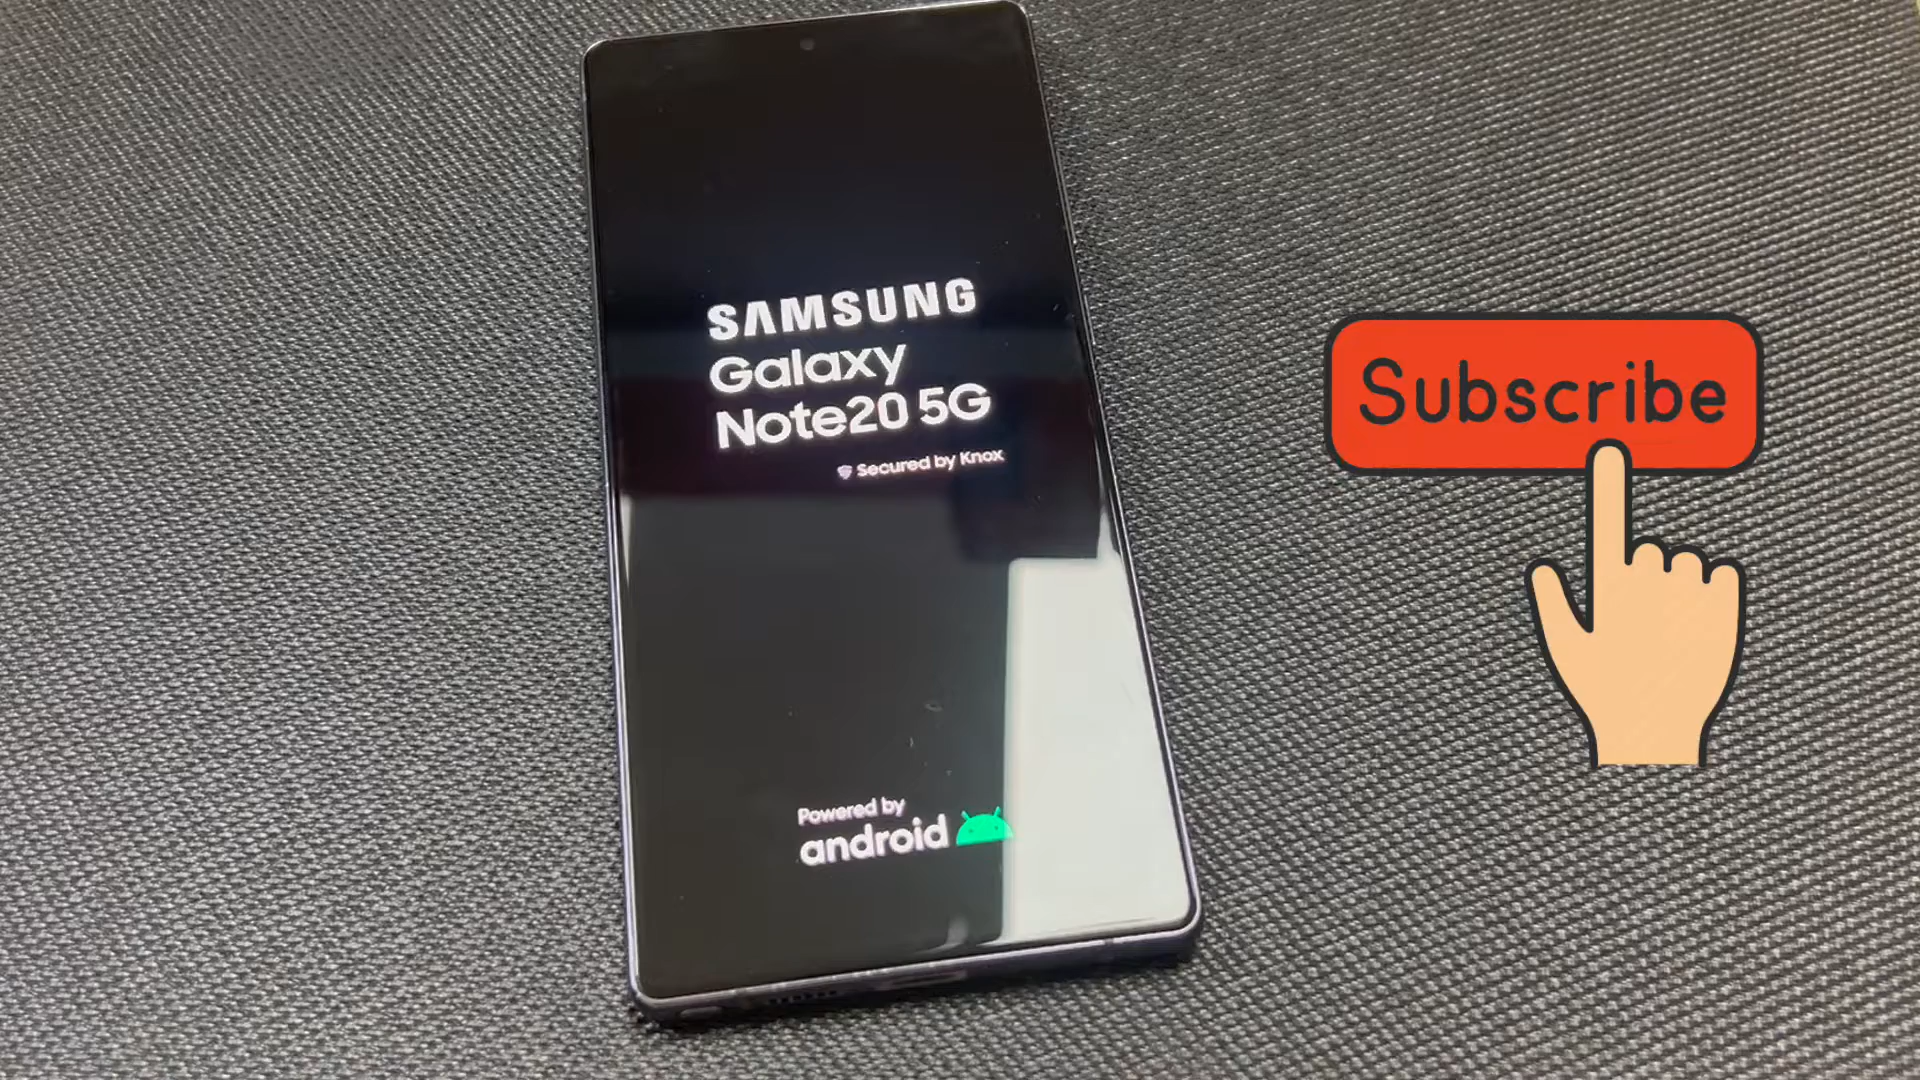 SAMSUNG
Galaxy
Note20 5G
Secured by Knox
Powered by
android
Subscribe